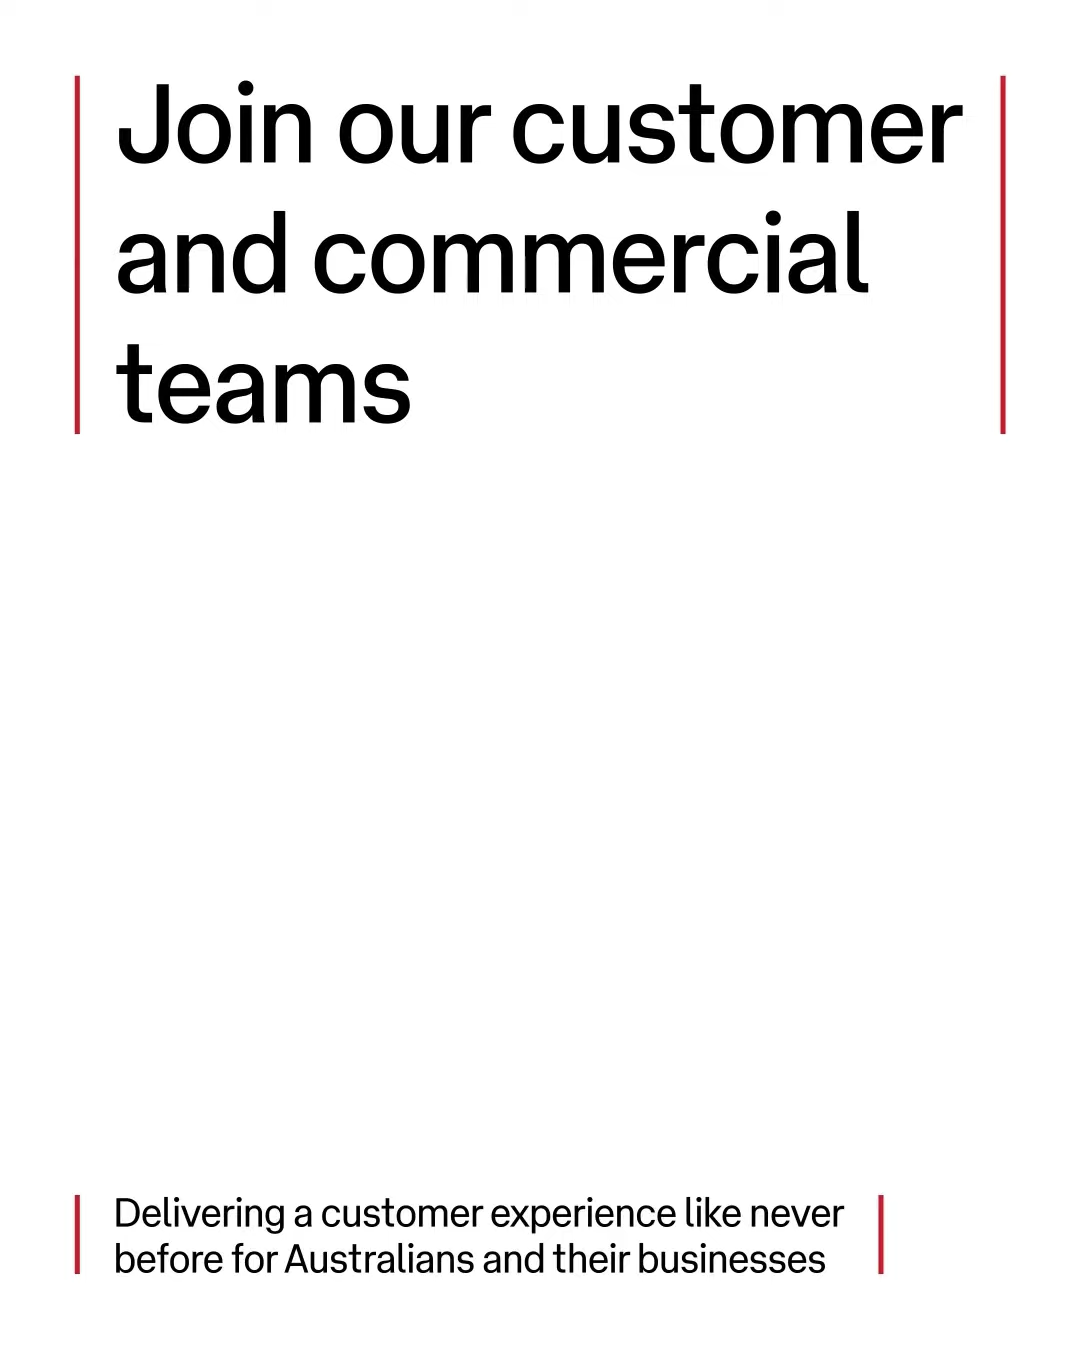 Join our customer
and commercial
teams
Delivering a customer experience like never
before for Australians and their businesses